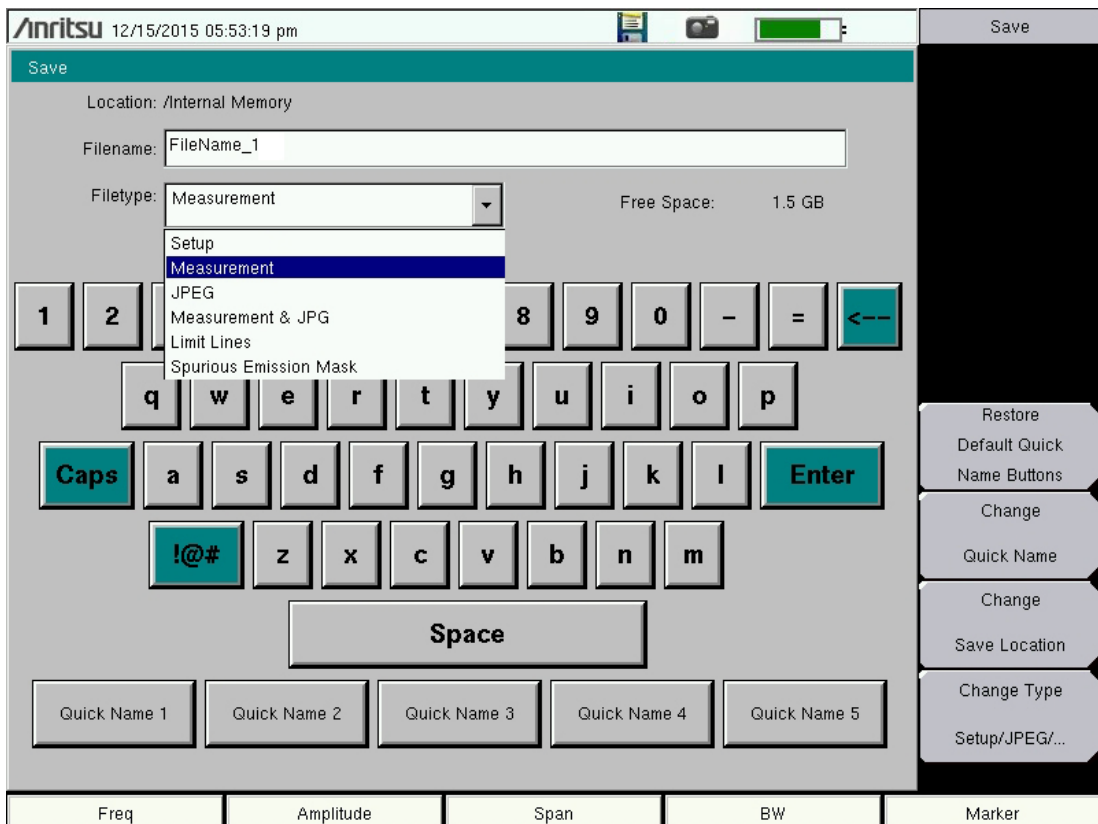 Anritsu 12/15/2015 05:53:19 pm
Save
Save
Location: /Internal Memory
Filename: FileName_1
Filetype: Measurement
Free Space: 1.5 GB
Setup
Measurement
JPEG
Measurement & JPG
Limit Lines
Spurious Emission Mask
1 2 8 9 0 - = <--
q w e r t y u i o p
Caps a s d f g h j k l Enter
!@# z x c v b n m
Space
Quick Name 1 Quick Name 2 Quick Name 3 Quick Name 4 Quick Name 5
Restore
Default Quick
Name Buttons
Change
Quick Name
Change
Save Location
Change Type
Setup/JPEG/...
Freq Amplitude Span BW Marker